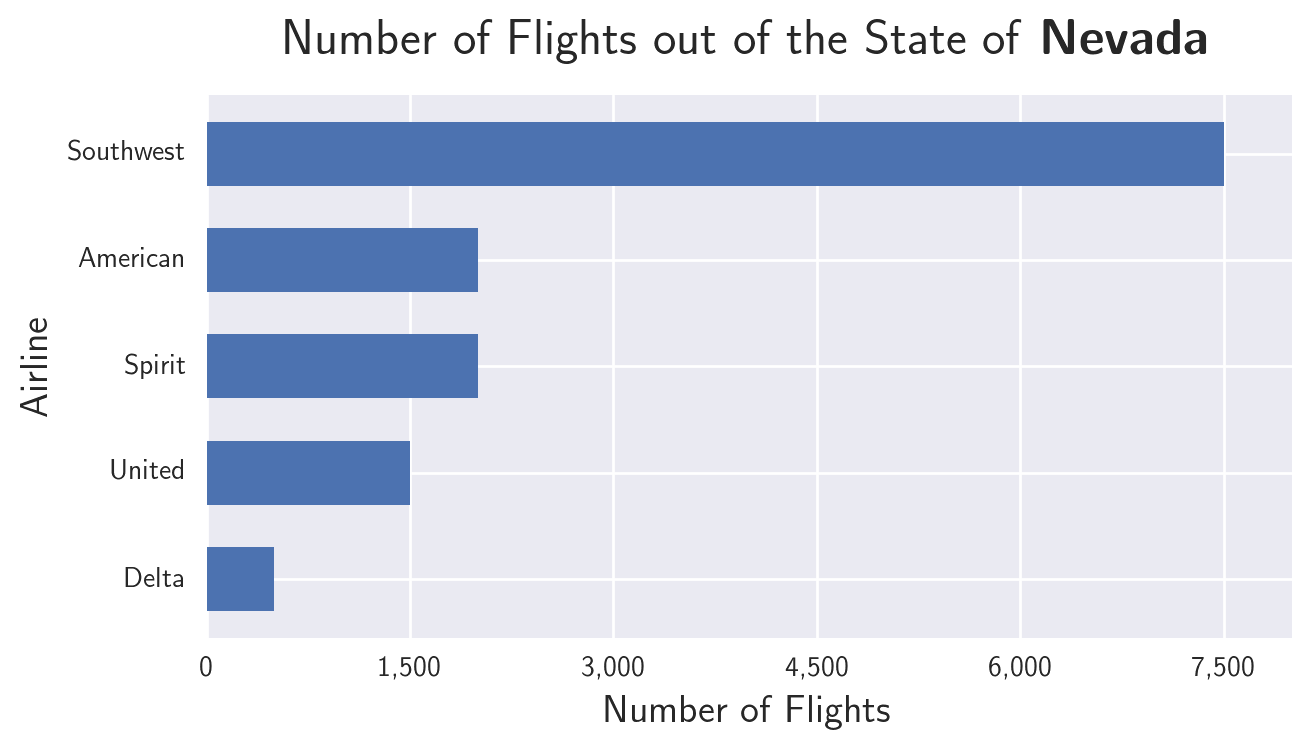 Number of Flights out of the State of Nevada
Southwest
American
Spirit
United
Delta
Airline
0 1,500 3,000 4,500 6,000 7,500
Number of Flights